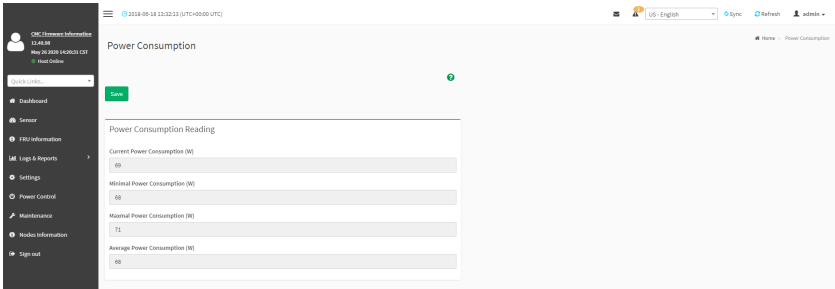 2018-06-18 13:32:13 (UTC+00:00 UTC)
US - English
Sync
Refresh
admin
CMC Firmware Information
12.40.08
May 26 2020 14:20:31 CST
Host Online
Quick Links...
Dashboard
Sensor
FRU Information
Logs & Reports
Settings
Power Control
Maintenance
Nodes Information
Sign out
Power Consumption
Home
Power Consumption
Save
Power Consumption Reading
Current Power Consumption (W)
69
Minimal Power Consumption (W)
68
Maxmal Power Consumption (W)
71
Average Power Consumption (W)
68